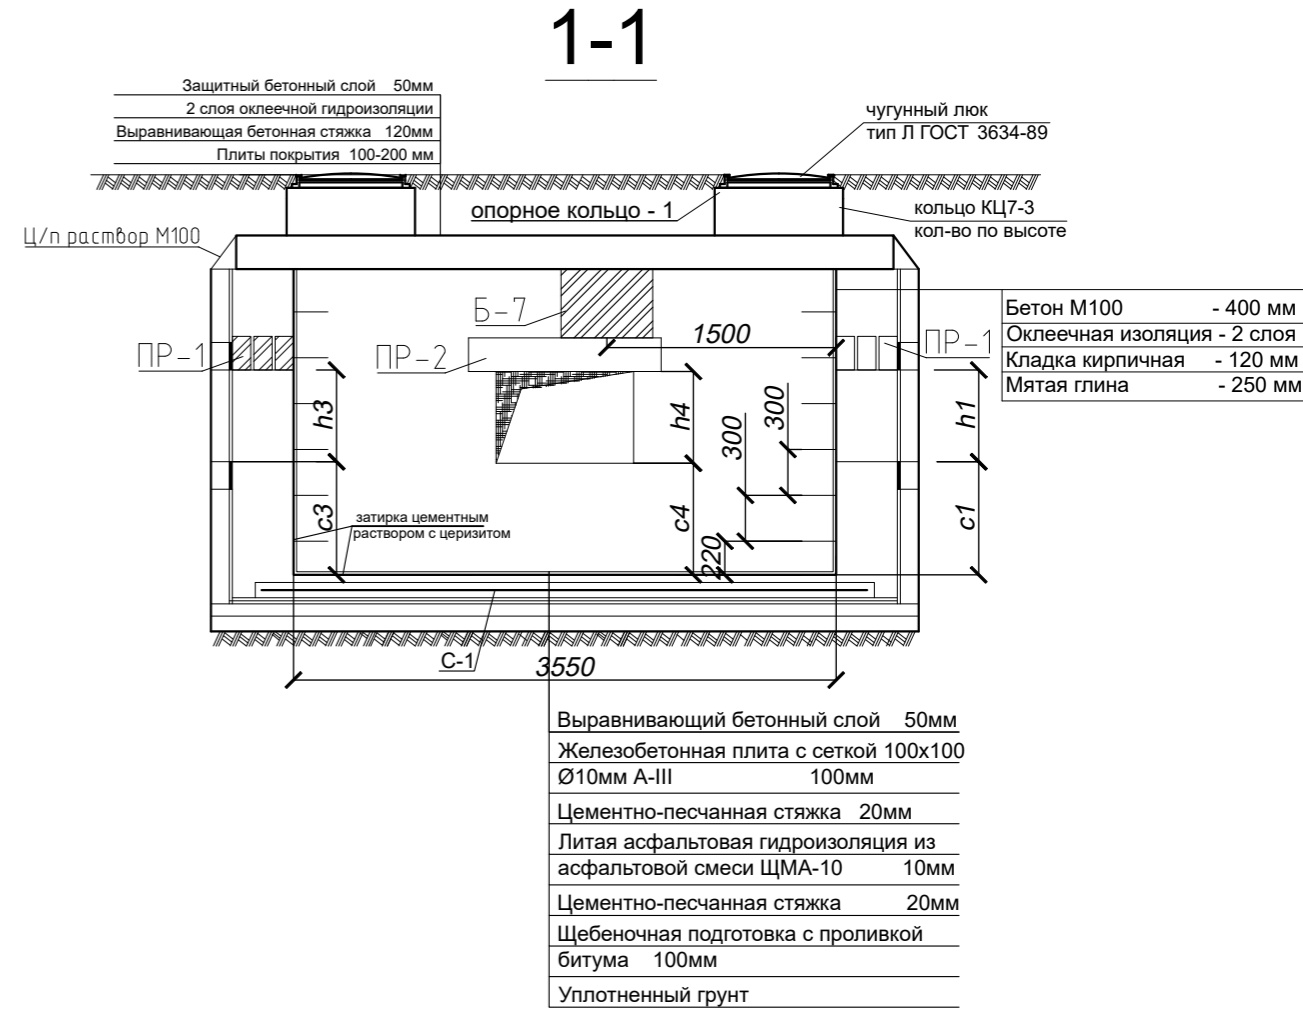 1-1
Защитный бетонный слой 50мм
2 слоя оклеечной гидроизоляции
Выравнивающая бетонная стяжка 120мм
Плиты покрытия 100-200 мм
чугунный люк
тип Л ГОСТ 3634-89
опорное кольцо - 1
кольцо КЦ7-3
кол-во по высоте
Ц/п раствор М100
Б-7
1500
ПР-1
ПР-2
ПР-1
Бетон М100 - 400 мм
Оклеечная изоляция - 2 слоя
Кладка кирпичная - 120 мм
Мятая глина - 250 мм
h3
h4
300
300
h1
c3
затирка цементным
раствором с церизитом
c4
220
c1
С-1
3550
Выравнивающий бетонный слой 50мм
Железобетонная плита с сеткой 100х100
Ø10мм А-III 100мм
Цементно-песчанная стяжка 20мм
Литая асфальтовая гидроизоляция из
асфальтовой смеси ЩМА-10 10мм
Цементно-песчанная стяжка 20мм
Щебеночная подготовка с проливкой
битума 100мм
Уплотненный грунт